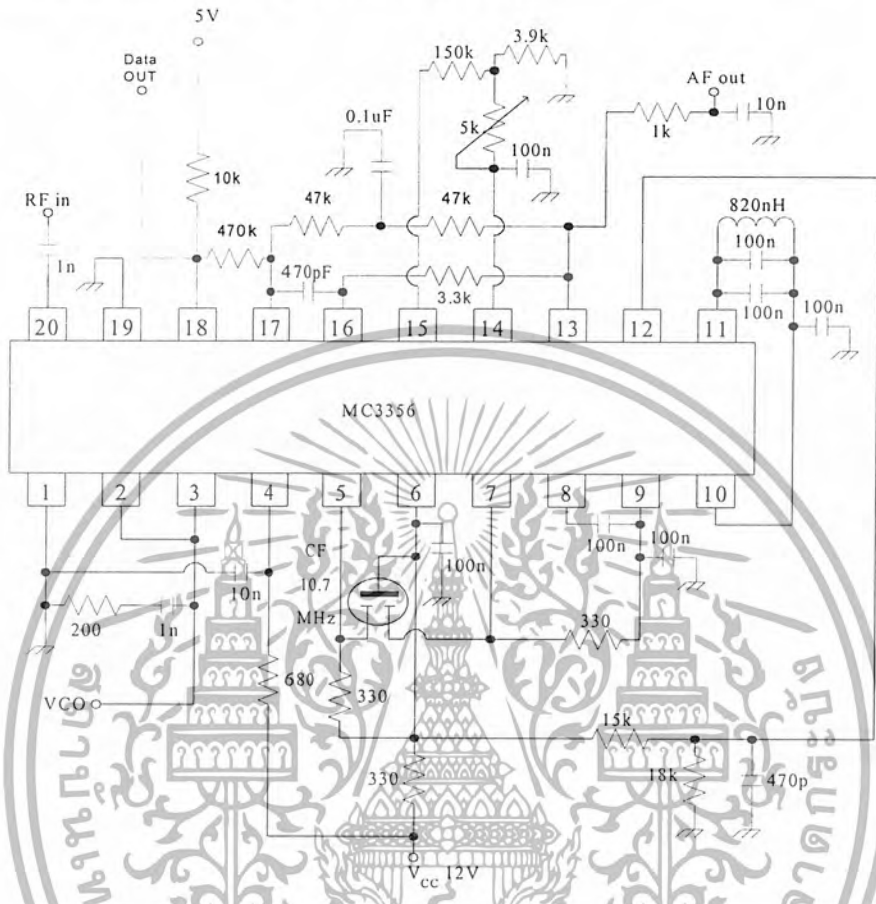 5V
Data
OUT
10k
RF in
1n
470k
0.1uF
47k
47k
470pF
3.3k
150k
3.9k
5k
100n
AF out
1k
10n
820nH
100n
100n
100n
20 19 18 17 16 15 14 13 12 11
MC3356
1 2 3 4 5 6 7 8 9 10
CF
10.7
MHz
100n
100n
100n
10n
200
1n
330
680
330
VCO
15k
330
18k
470p
Vcc 12V